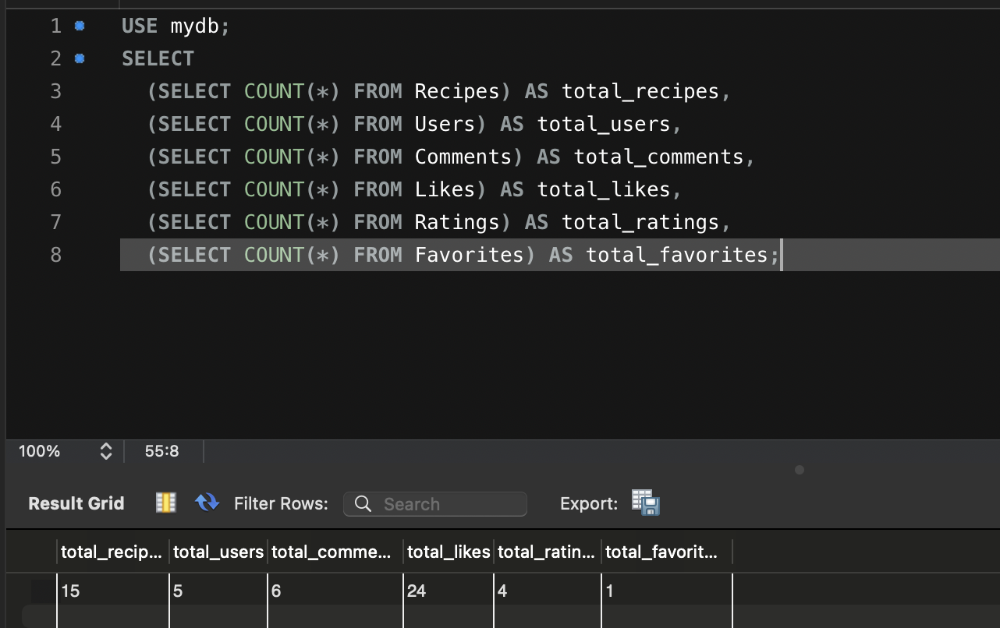 1 USE mydb;
2 SELECT
3 (SELECT COUNT(*) FROM Recipes) AS total_recipes,
4 (SELECT COUNT(*) FROM Users) AS total_users,
5 (SELECT COUNT(*) FROM Comments) AS total_comments,
6 (SELECT COUNT(*) FROM Likes) AS total_likes,
7 (SELECT COUNT(*) FROM Ratings) AS total_ratings,
8 (SELECT COUNT(*) FROM Favorites) AS total_favorites;
100% 55:8
Result Grid Filter Rows: Search Export:
total_recip... total_users total_comme... total_likes total_ratin... total_favorit...
15 5 6 24 4 1